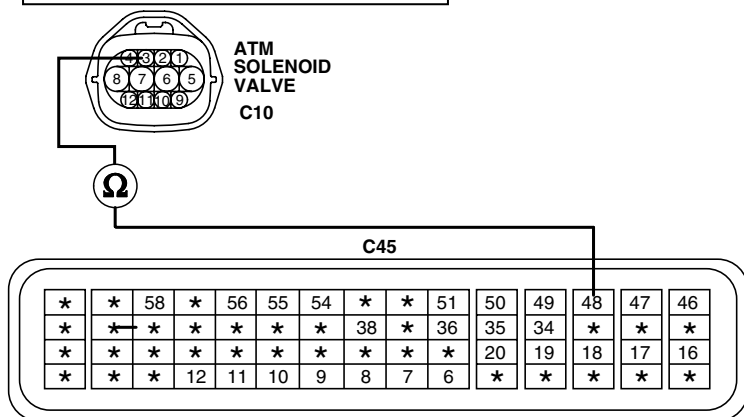 4 3 2 1
8 7 6 5
12 11 10 9
ATM
SOLENOID
VALVE
C10
Ω
C45
* * 58 * 56 55 54 * * 51 50 49 48 47 46
* * * * * * * 38 * 36 35 34 * * *
* * * * * * * * * * 20 19 18 17 16
* * * 12 11 10 9 8 7 6 * * * * *